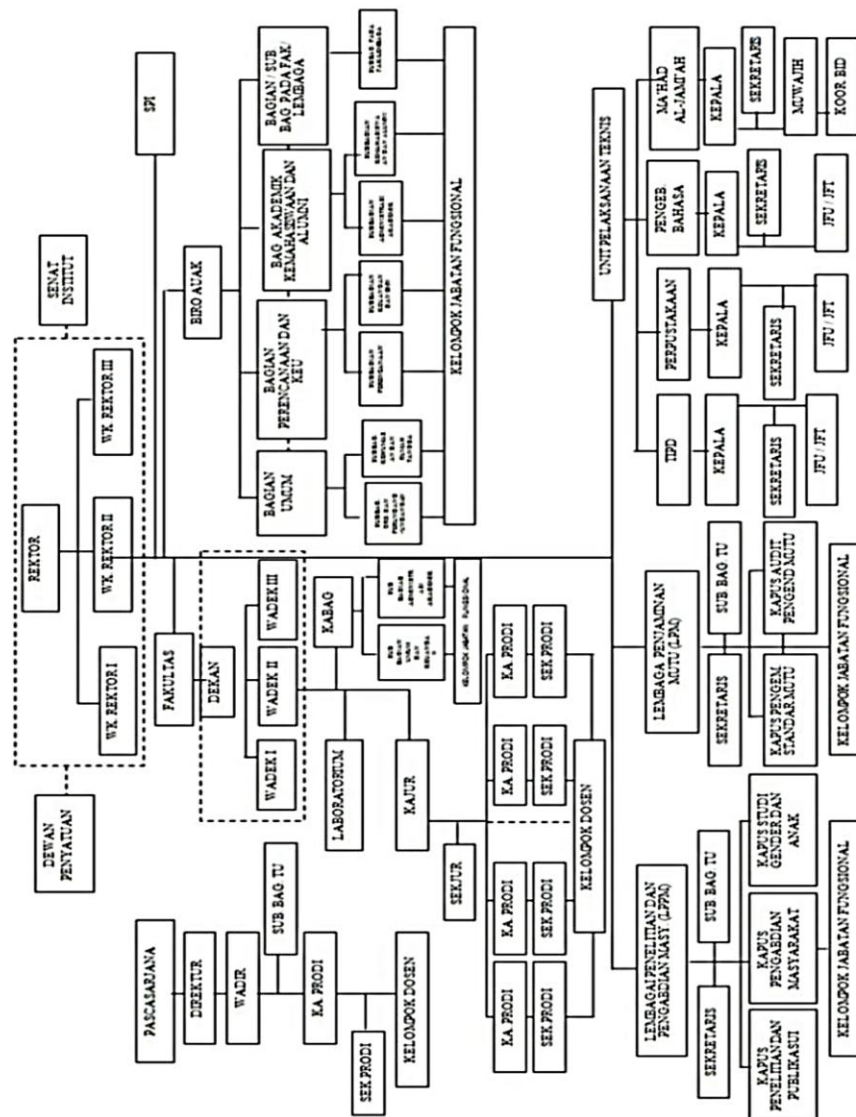 REKTOR
DEWAN
PENYATUAN
SENAT
INSTITUT
WK REKTOR I
WK REKTOR II
WK REKTOR III
PASCASARJANA
DIREKTUR
WADIR
SUB BAG TU
KA PRODI
SEK PRODI
KELOMPOK DOSEN
FAKULTAS
DEKAN
WADEK I
WADEK II
WADEK III
LABORATORIUM
KABAG
KELOMPOK JABATAN FUNGSIONAL
KAJUR
SEKJUR
KA PRODI
KA PRODI
KA PRODI
KA PRODI
SEK PRODI
SEK PRODI
SEK PRODI
SEK PRODI
KELOMPOK DOSEN
SPI
BIRO AUAK
BAGIAN
UMUM
BAGIAN
PERENCANAAN DAN
KEU
BAG AKADEMIK
KEMAHASISWAAN DAN
ALUMNI
BAGIAN / SUB
BAG PADA FAK/
LEMBAGA
KELOMPOK JABATAN FUNGSIONAL
LEMBAGAI PENELITIAN DAN
PENGABDIAN MASY. (LPPM)
SEKRETARIS
SUB BAG TU
KAPUS
PENELITIAN DAN
PUBLIKASUI
KAPUS
PENGABDIAN
MASYARAKAT
KAPUS STUDI
GENDER DAN
ANAK
KELOMPOK JABATAN FUNGSIONAL
LEMBAGA PENJAMINAN
MUTU (LPM)
SEKRETARIS
SUB BAG TU
KAPUS PENGEM
STANDAR MUTU
KAPUS AUDIT
PENGEND MUTU
KELOMPOK JABATAN FUNGSIONAL
UNIT PELAKSANAAN TEKNIS
TIPD
KEPALA
SEKRETARIS
JFU / JFT
PERPUSTAKAAN
KEPALA
SEKRETARIS
JFU / JFT
PENGEB.
BAHASA
KEPALA
SEKRETARIS
JFU / JFT
MA'HAD
AL-JAMI'AH
KEPALA
SEKRETARIS
MUWAJIH
KOOR BID